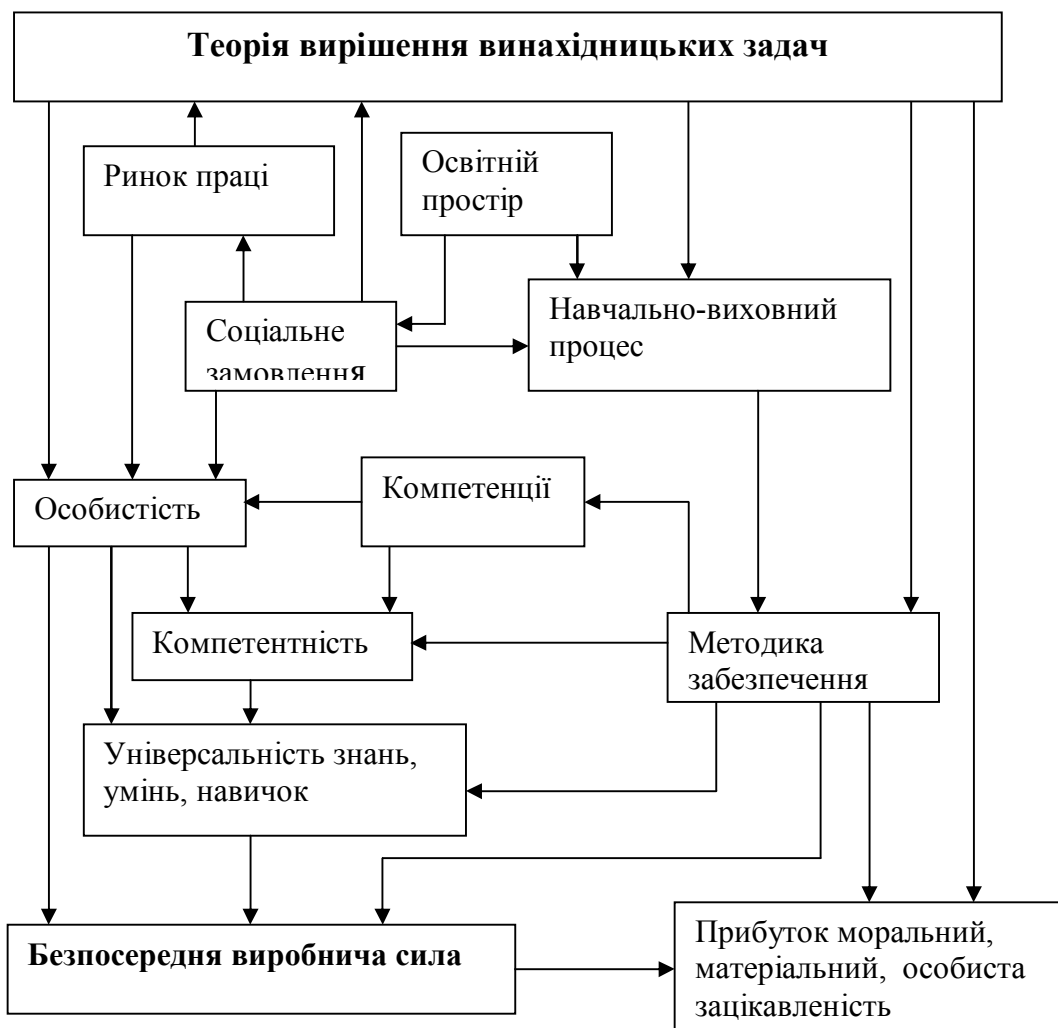 Теорія вирішення винахідницьких задач
Ринок праці
Освітній
простір
Соціальне
замовлення
Навчально-виховний
процес
Особистість
Компетенції
Компетентність
Методика
забезпечення
Універсальність знань,
умінь, навичок
Безпосередня виробнича сила
Прибуток моральний,
матеріальний, особиста
зацікавленість